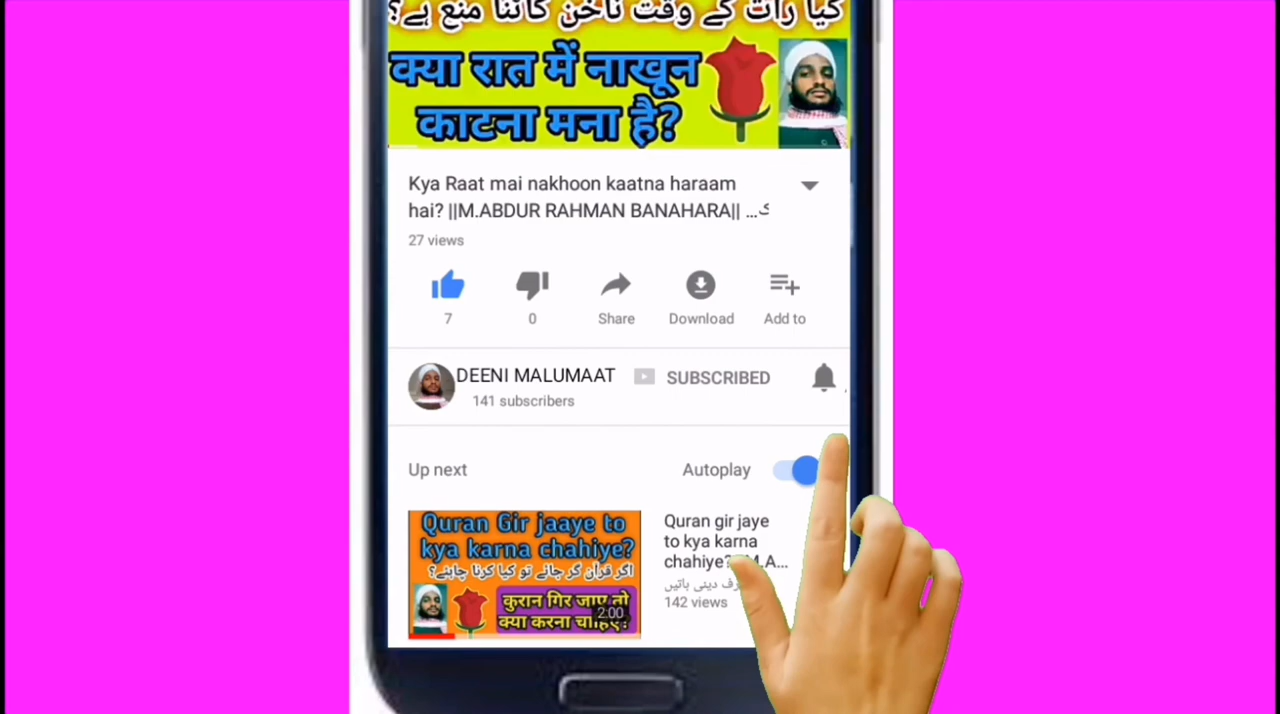 کیا رات کے وقت ناخن کاٹنا منع ہے؟
क्या रात में नाखून
काटना मना है?
Kya Raat mai nakhoon kaatna haraam
hai? ||M.ABDUR RAHMAN BANAHARA|| ...ک
27 views
7
0
Share
Download
Add to
DEENI MALUMAAT
SUBSCRIBED
141 subscribers
Up next
Autoplay
Quran Gir jaaye to
kya karna chahiye?
اگر قرآن گر جائے تو کیا کرنا چاہئے؟
कुरान गिर जाए तो
क्या करना चाहिए?
2:00
Quran gir jaye
to kya karna
chahiye? M.A...
دینی باتیں
142 views